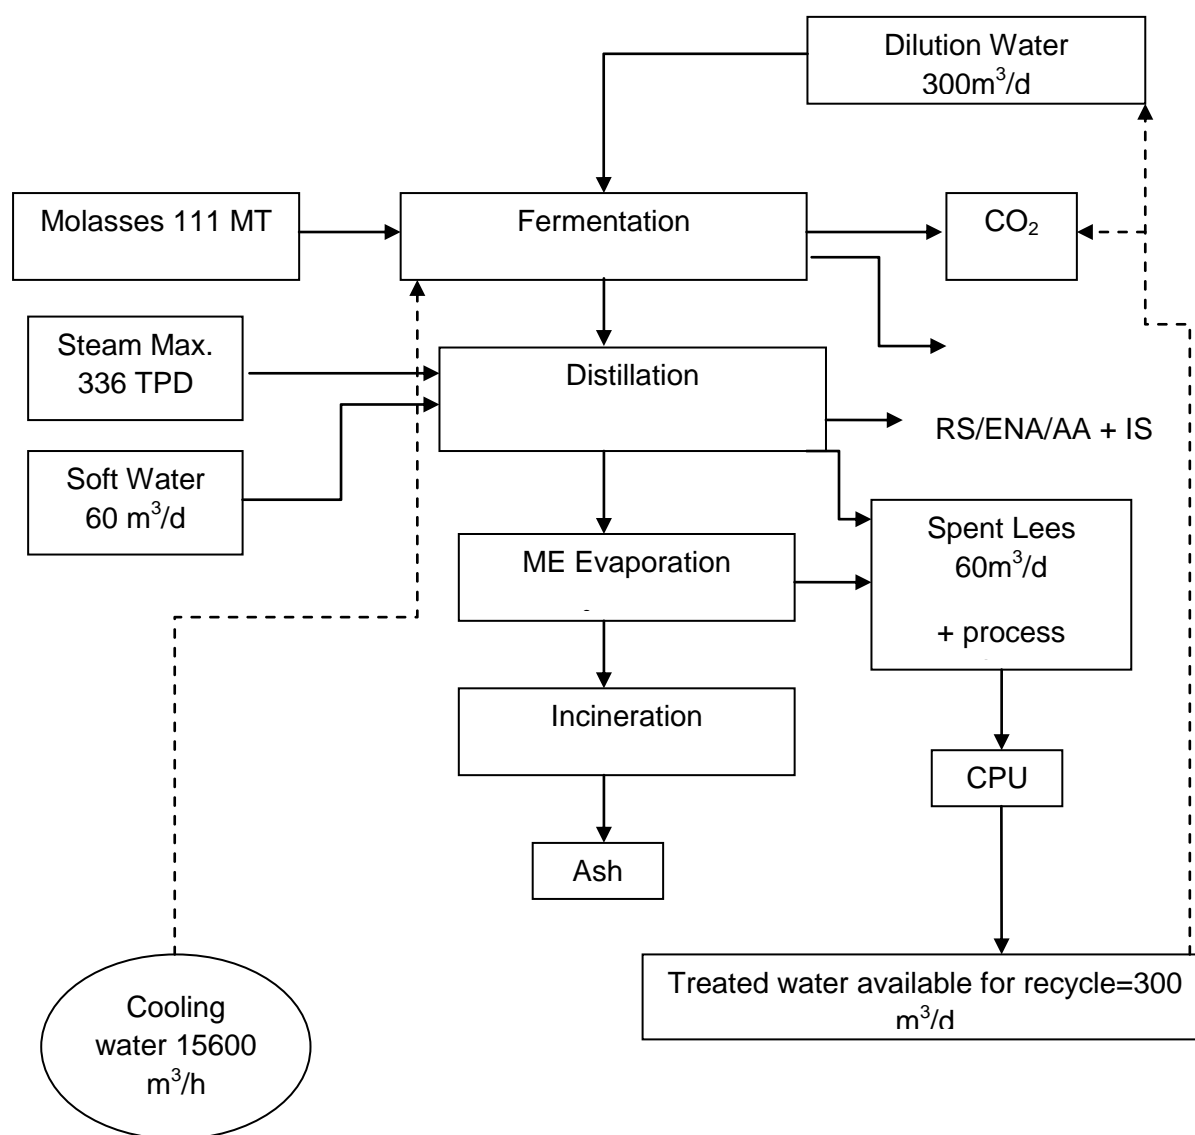 Dilution Water
300m³/d
Molasses 111 MT
Fermentation
CO₂
Steam Max.
336 TPD
Distillation
RS/ENA/AA + IS
Soft Water
60 m³/d
ME Evaporation
Spent Lees
60m³/d
+ process
Incineration
CPU
Ash
Treated water available for recycle=300
m³/d
Cooling
water 15600
m³/h